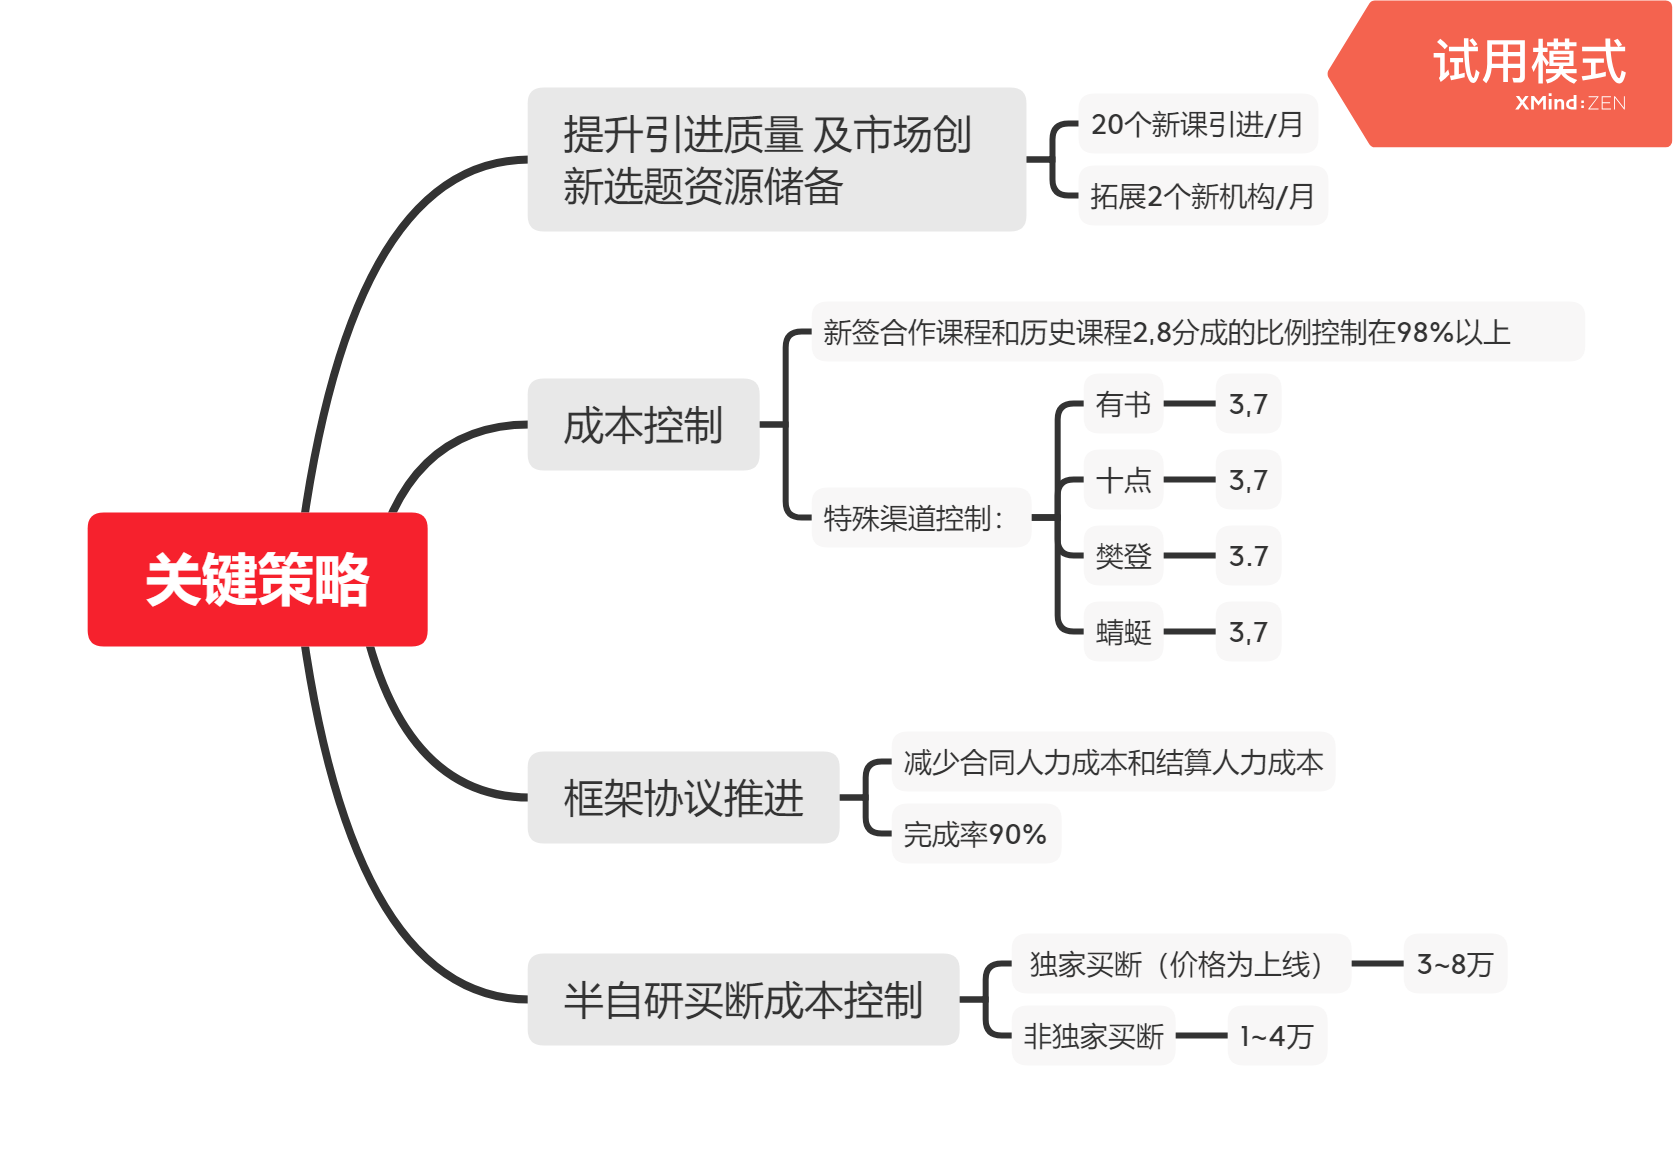 试用模式
XMind:ZEN
提升引进质量 及市场创
新选题资源储备
20个新课引进/月
拓展2个新机构/月
成本控制
新签合作课程和历史课程2,8分成的比例控制在98%以上
特殊渠道控制：
有书
3,7
十点
3,7
樊登
3.7
蜻蜓
3,7
关键策略
框架协议推进
减少合同人力成本和结算人力成本
完成率90%
半自研买断成本控制
独家买断（价格为上线）
3~8万
非独家买断
1~4万